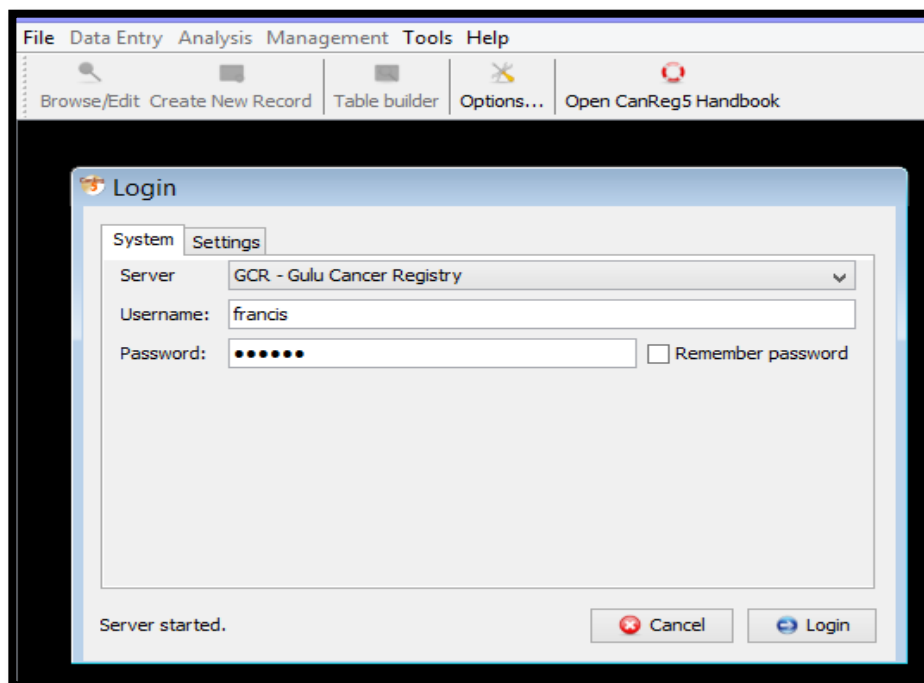 File Data Entry Analysis Management Tools Help
Browse/Edit Create New Record Table builder Options... Open CanReg5 Handbook
Login
System Settings
Server GCR - Gulu Cancer Registry
Username: francis
Password: ●●●●●● Remember password
Server started. Cancel Login